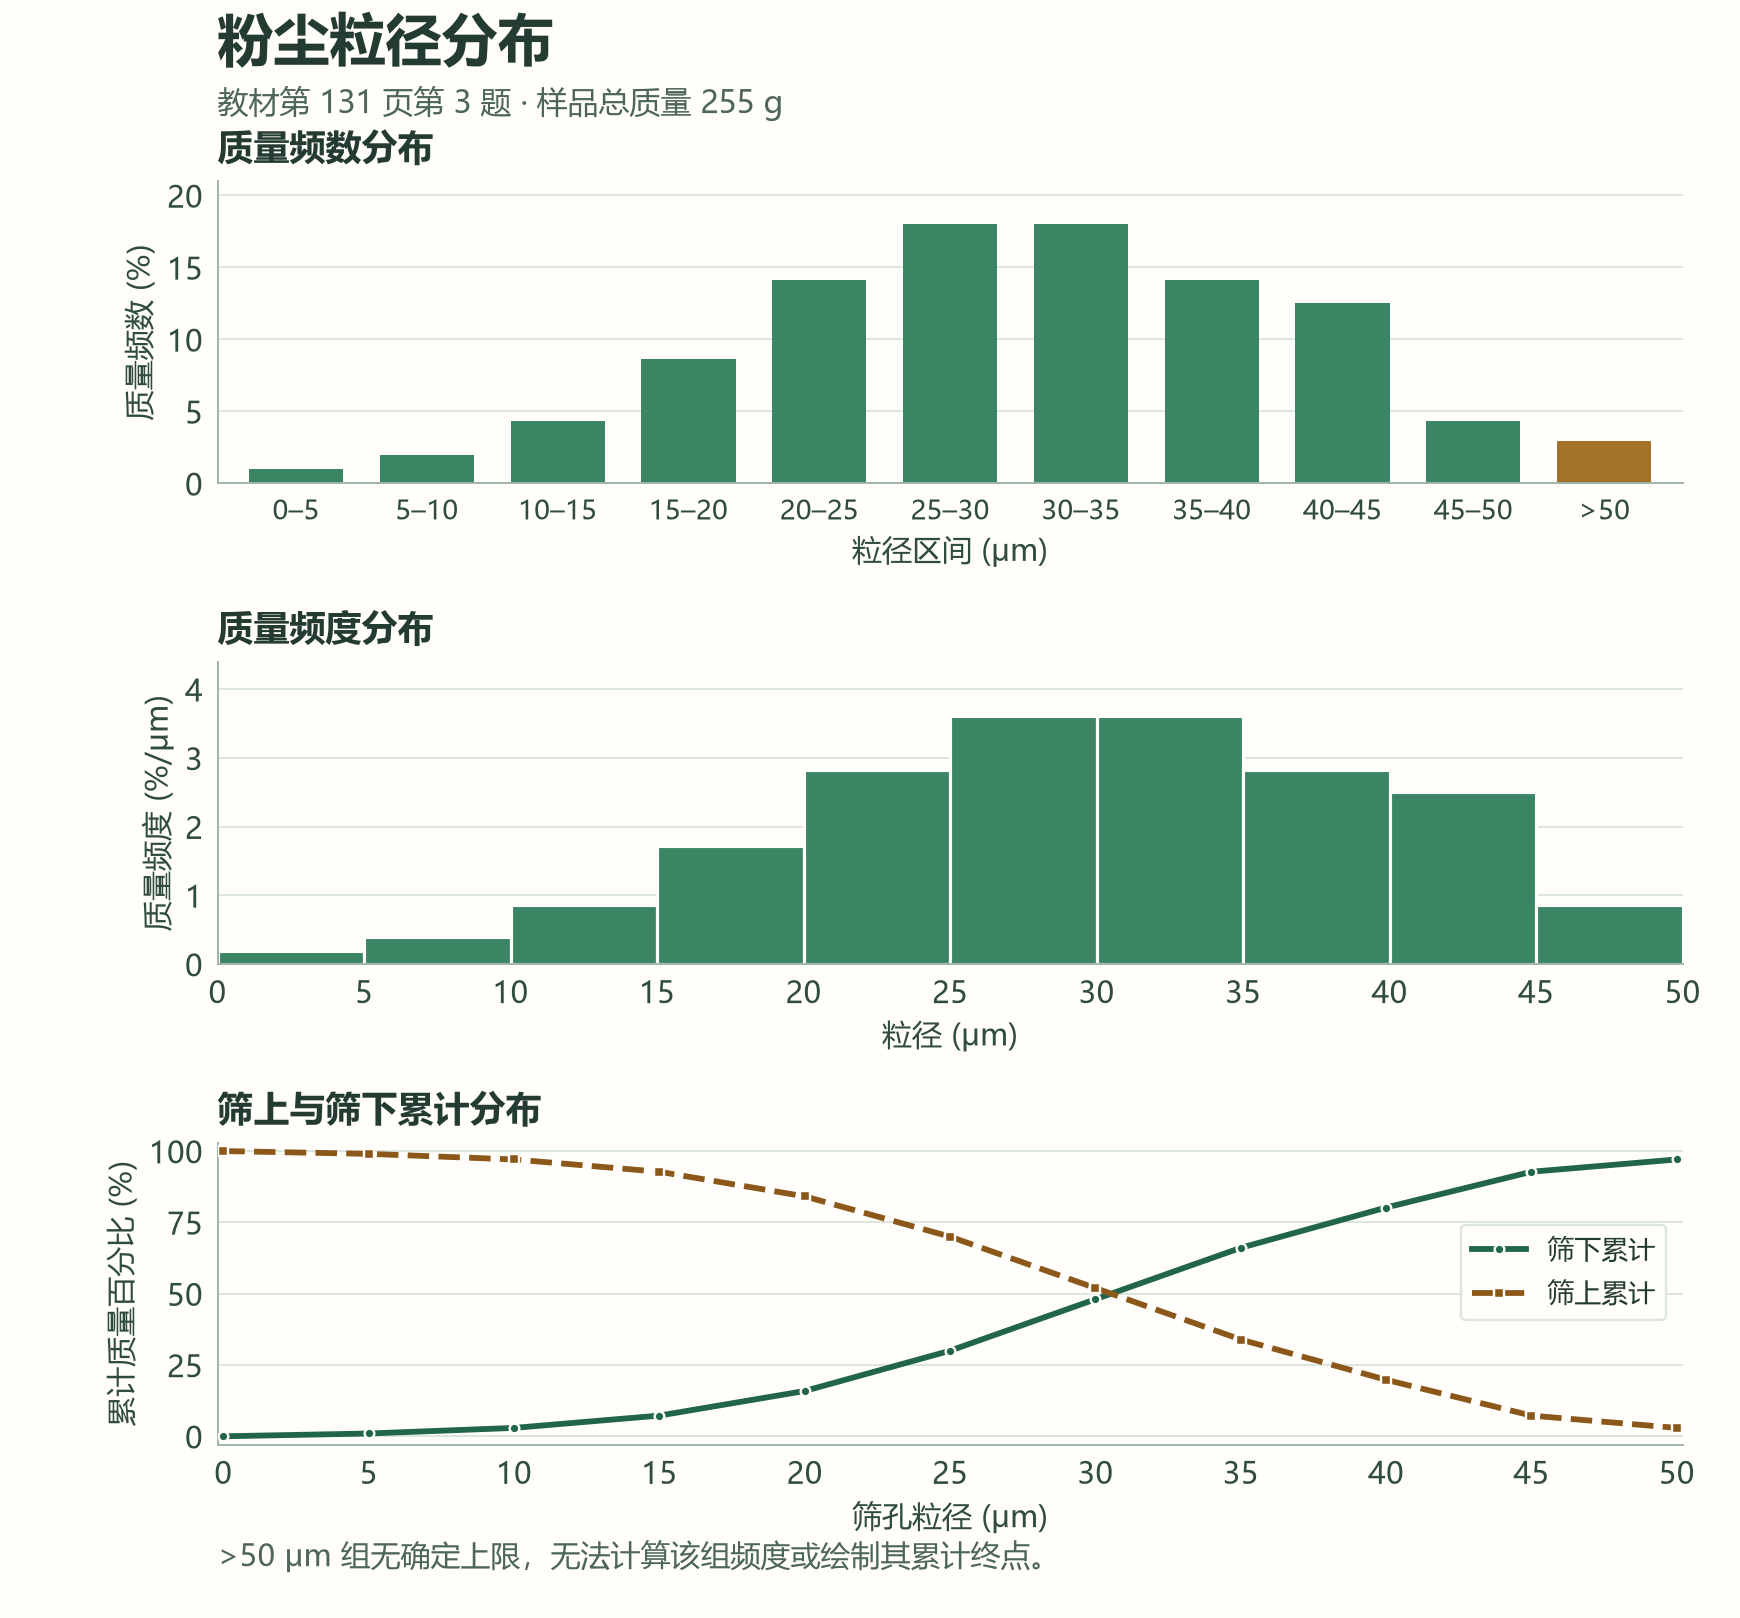 粉尘粒径分布
教材第 131 页第 3 题 · 样品总质量 255 g
质量频数分布
质量频数 (%)
20
15
10
5
0
0–5 5–10 10–15 15–20 20–25 25–30 30–35 35–40 40–45 45–50 >50
粒径区间 (μm)
质量频度分布
质量频度 (%/μm)
4
3
2
1
0
0 5 10 15 20 25 30 35 40 45 50
粒径 (μm)
筛上与筛下累计分布
累计质量百分比 (%)
100
75
50
25
0
筛下累计
筛上累计
0 5 10 15 20 25 30 35 40 45 50
筛孔粒径 (μm)
>50 μm 组无确定上限，无法计算该组频度或绘制其累计终点。